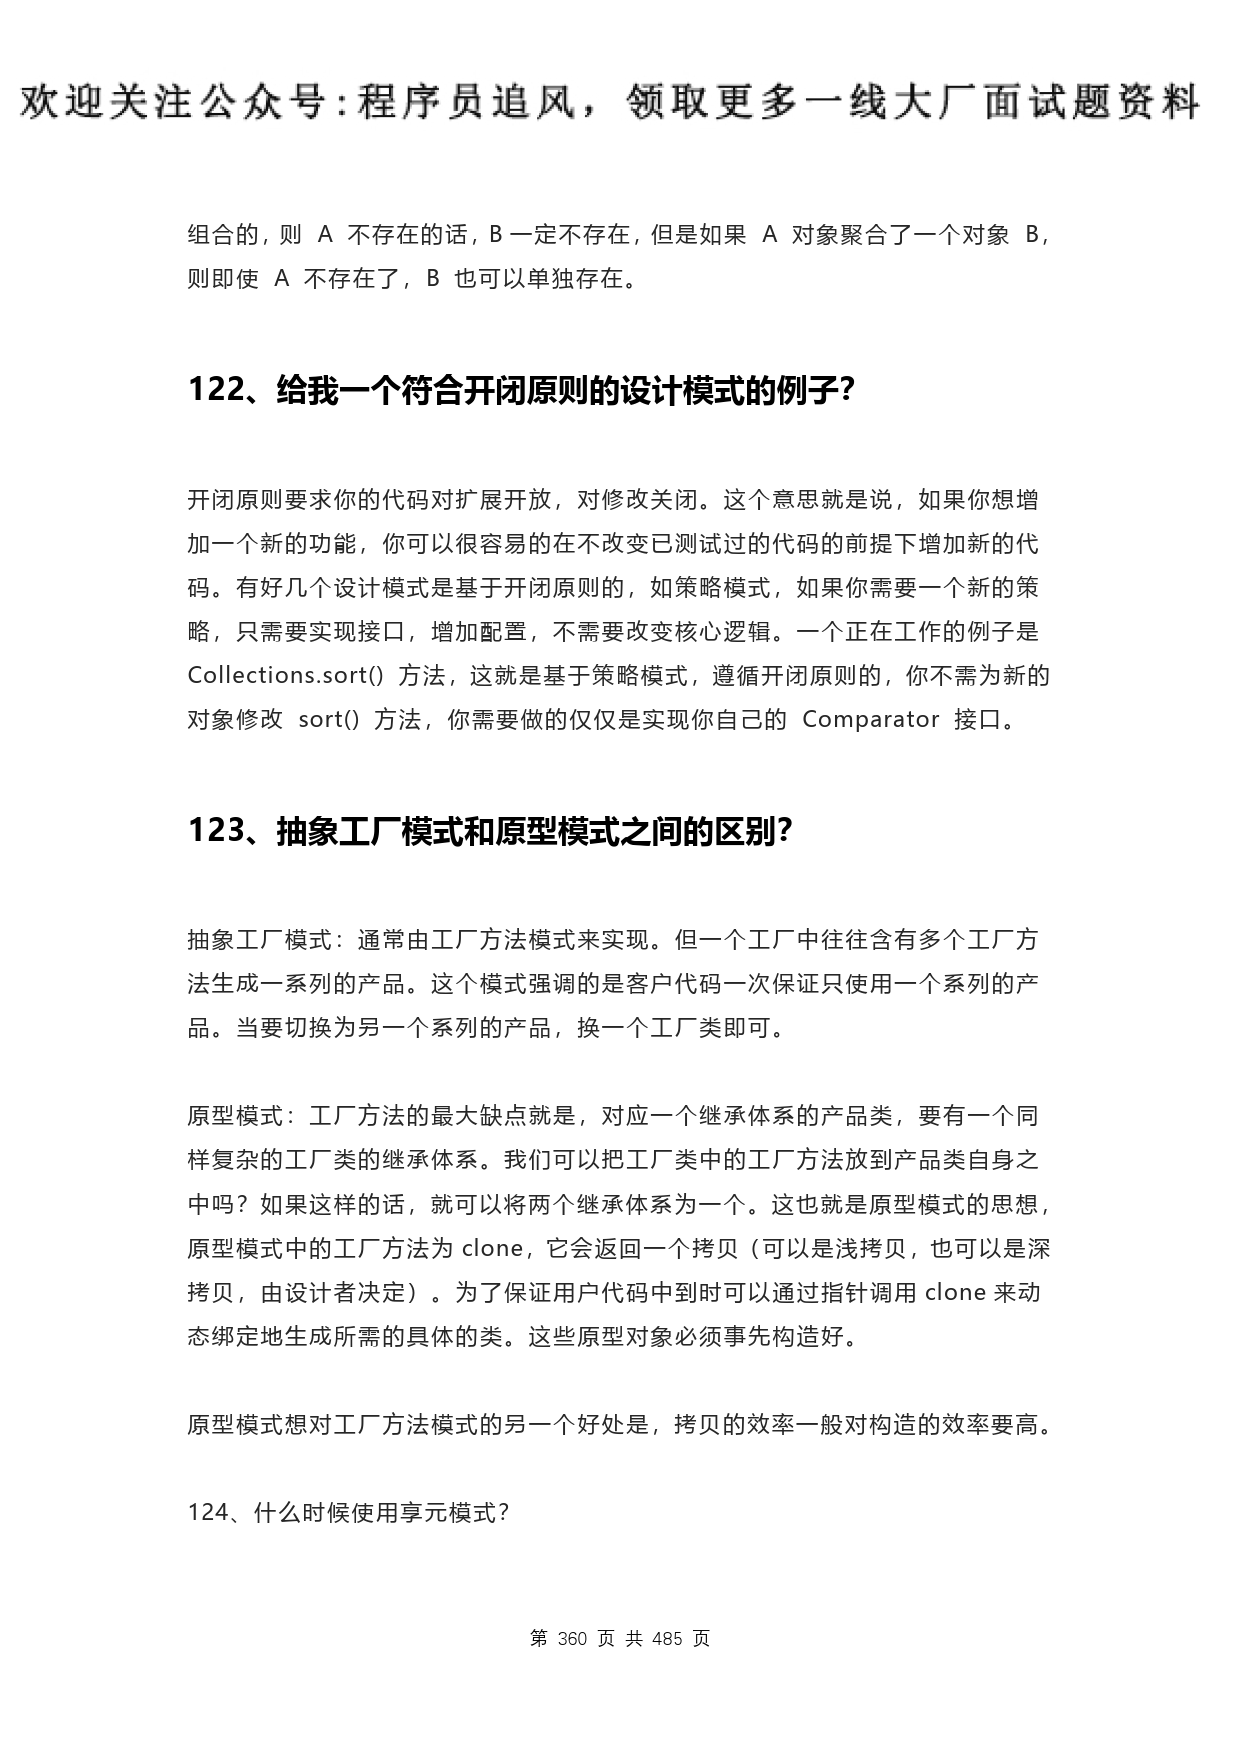 欢迎关注公众号:程序员追风，领取更多一线大厂面试题资料
组合的，则 A 不存在的话，B 一定不存在，但是如果 A 对象聚合了一个对象 B，
则即使 A 不存在了，B 也可以单独存在。
122、给我一个符合开闭原则的设计模式的例子？
开闭原则要求你的代码对扩展开放，对修改关闭。这个意思就是说，如果你想增
加一个新的功能，你可以很容易的在不改变已测试过的代码的前提下增加新的代
码。有好几个设计模式是基于开闭原则的，如策略模式，如果你需要一个新的策
略，只需要实现接口，增加配置，不需要改变核心逻辑。一个正在工作的例子是
Collections.sort() 方法，这就是基于策略模式，遵循开闭原则的，你不需为新的
对象修改 sort() 方法，你需要做的仅仅是实现你自己的 Comparator 接口。
123、抽象工厂模式和原型模式之间的区别？
抽象工厂模式：通常由工厂方法模式来实现。但一个工厂中往往含有多个工厂方
法生成一系列的产品。这个模式强调的是客户代码一次保证只使用一个系列的产
品。当要切换为另一个系列的产品，换一个工厂类即可。
原型模式：工厂方法的最大缺点就是，对应一个继承体系的产品类，要有一个同
样复杂的工厂类的继承体系。我们可以把工厂类中的工厂方法放到产品类自身之
中吗？如果这样的话，就可以将两个继承体系为一个。这也就是原型模式的思想，
原型模式中的工厂方法为 clone，它会返回一个拷贝（可以是浅拷贝，也可以是深
拷贝，由设计者决定）。为了保证用户代码中到时可以通过指针调用 clone 来动
态绑定地生成所需的具体的类。这些原型对象必须事先构造好。
原型模式想对工厂方法模式的另一个好处是，拷贝的效率一般对构造的效率要高。
124、什么时候使用享元模式？
第 360 页 共 485 页